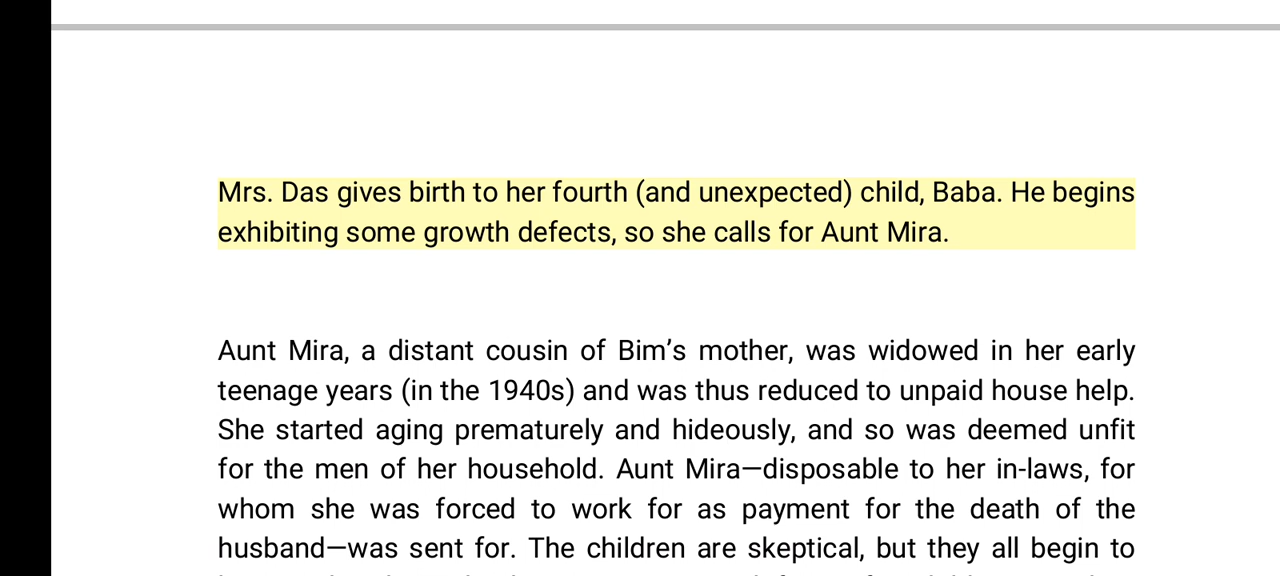 Mrs. Das gives birth to her fourth (and unexpected) child, Baba. He begins
exhibiting some growth defects, so she calls for Aunt Mira.
Aunt Mira, a distant cousin of Bim’s mother, was widowed in her early
teenage years (in the 1940s) and was thus reduced to unpaid house help.
She started aging prematurely and hideously, and so was deemed unfit
for the men of her household. Aunt Mira—disposable to her in-laws, for
whom she was forced to work for as payment for the death of the
husband—was sent for. The children are skeptical, but they all begin to